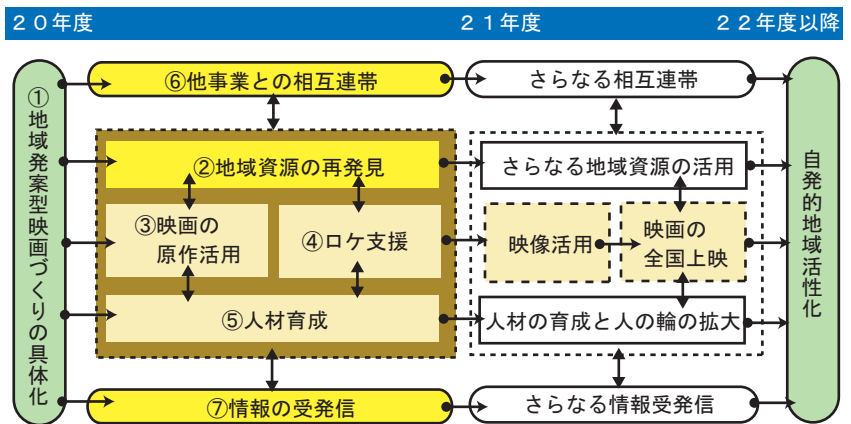 ２０年度
２１年度
２２年度以降
①地域発案型映画づくりの具体化
⑥他事業との相互連帯
さらなる相互連帯
②地域資源の再発見
さらなる地域資源の活用
③映画の
原作活用
④ロケ支援
映像活用
映画の
全国上映
⑤人材育成
人材の育成と人の輪の拡大
⑦情報の受発信
さらなる情報受発信
自発的地域活性化